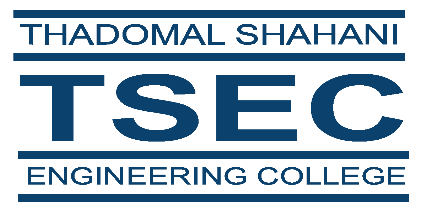 THADOMAL SHAHANI
TSEC
ENGINEERING COLLEGE